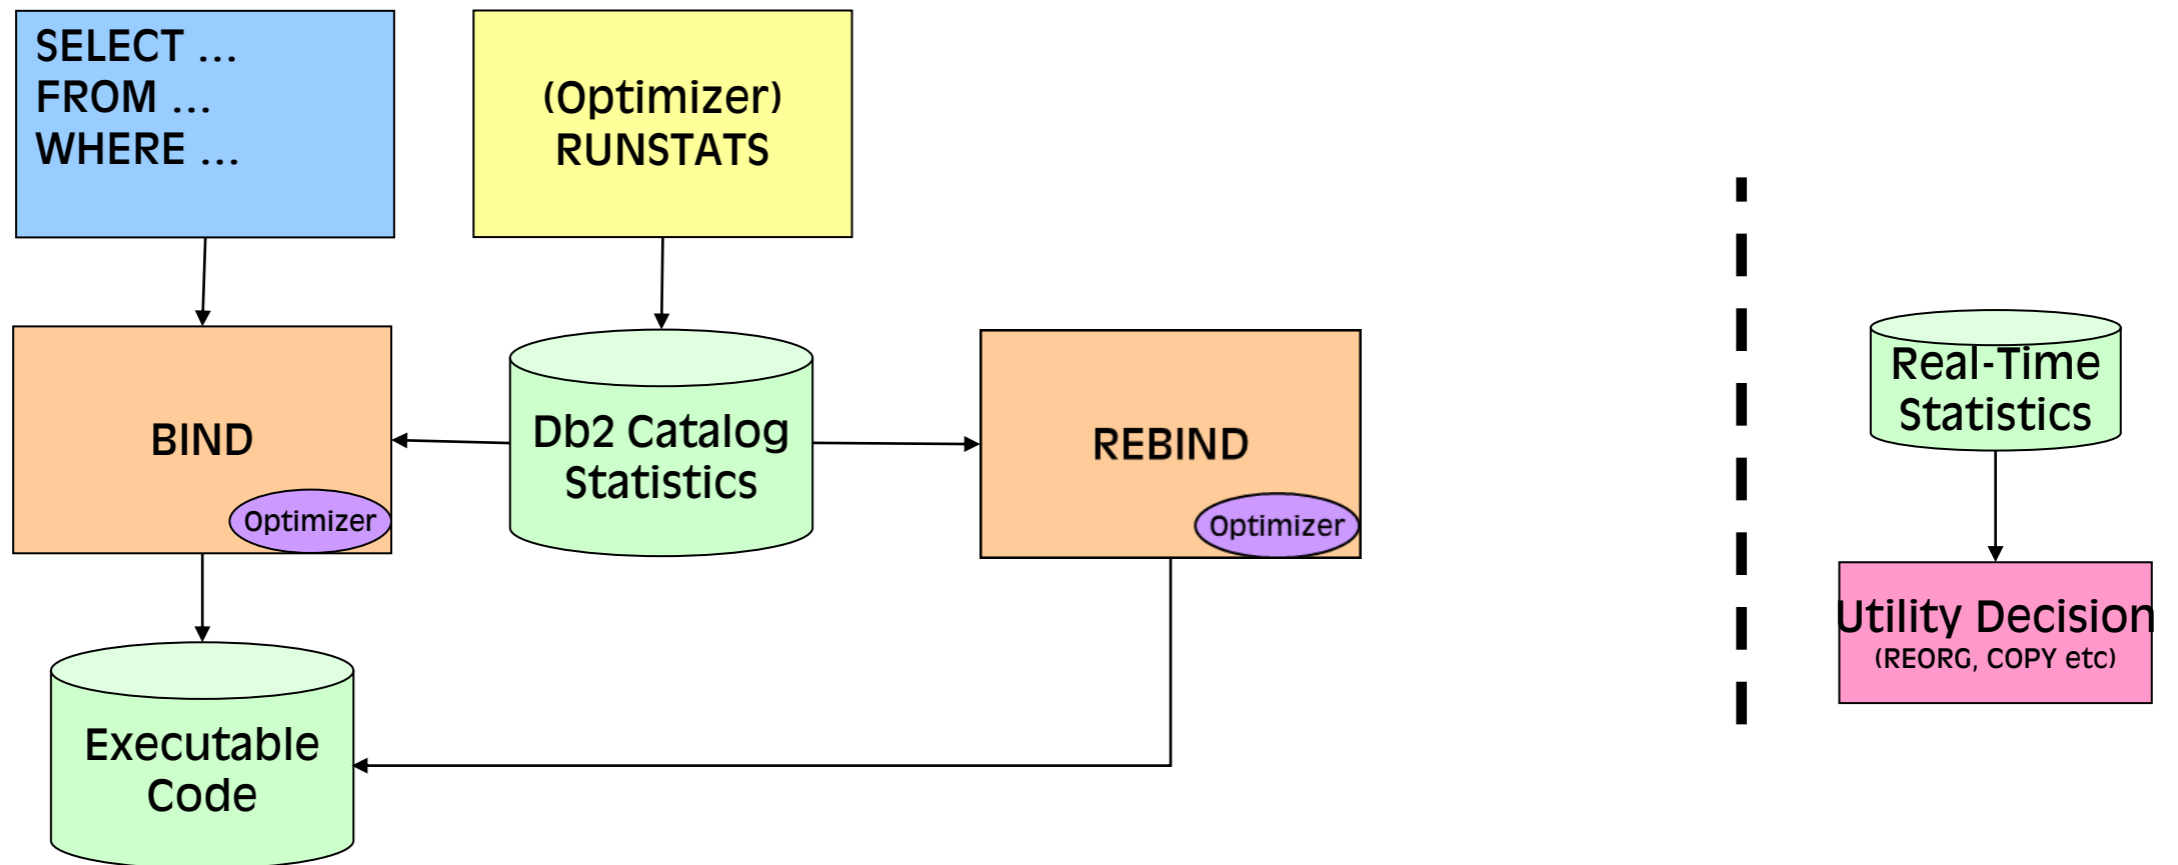 SELECT ...
FROM ...
WHERE ...
(Optimizer)
RUNSTATS
BIND
Optimizer
Db2 Catalog
Statistics
REBIND
Optimizer
Executable
Code
Real-Time
Statistics
Utility Decision
(REORG, COPY etc)